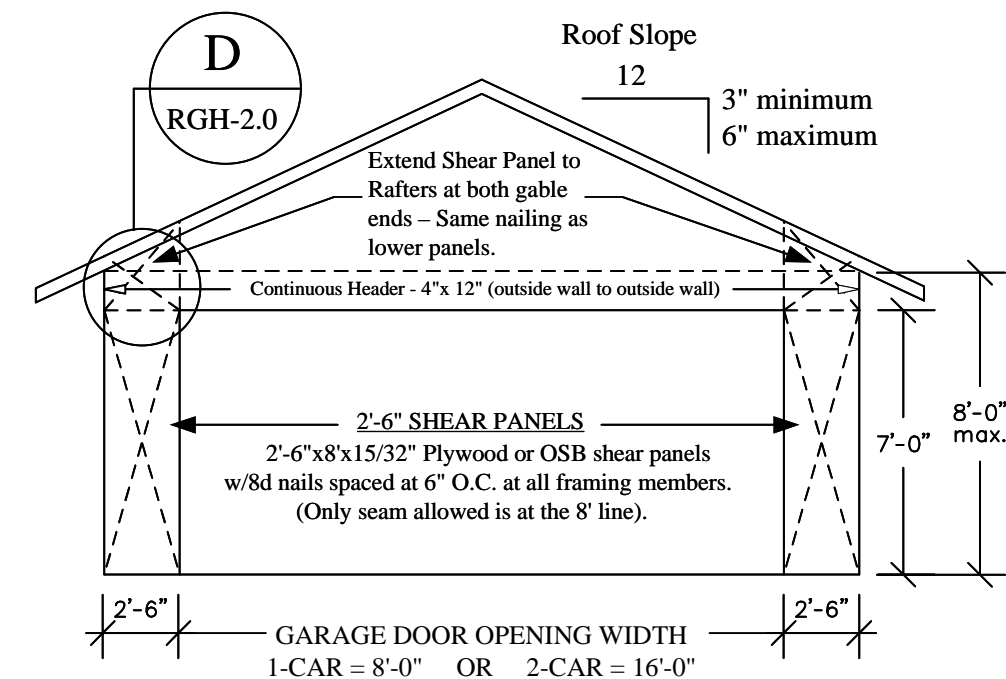 D
RGH-2.0
Roof Slope
12
3" minimum
6" maximum
Extend Shear Panel to
Rafters at both gable
ends – Same nailing as
lower panels.
Continuous Header - 4"x 12" (outside wall to outside wall)
2'-6" SHEAR PANELS
2'-6"x8'x15/32" Plywood or OSB shear panels
w/8d nails spaced at 6" O.C. at all framing members.
(Only seam allowed is at the 8' line).
7'-0"
8'-0"
max.
2'-6"
2'-6"
GARAGE DOOR OPENING WIDTH
1-CAR = 8'-0" OR 2-CAR = 16'-0"